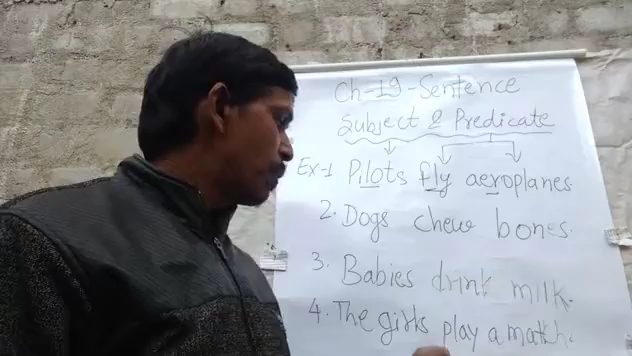 Ch-19-Sentence
Subject & Predicate
Ex-1 Pilots fly aeroplanes
2. Dogs chew bones.
3. Babies drink milk.
4. The girls play a match.